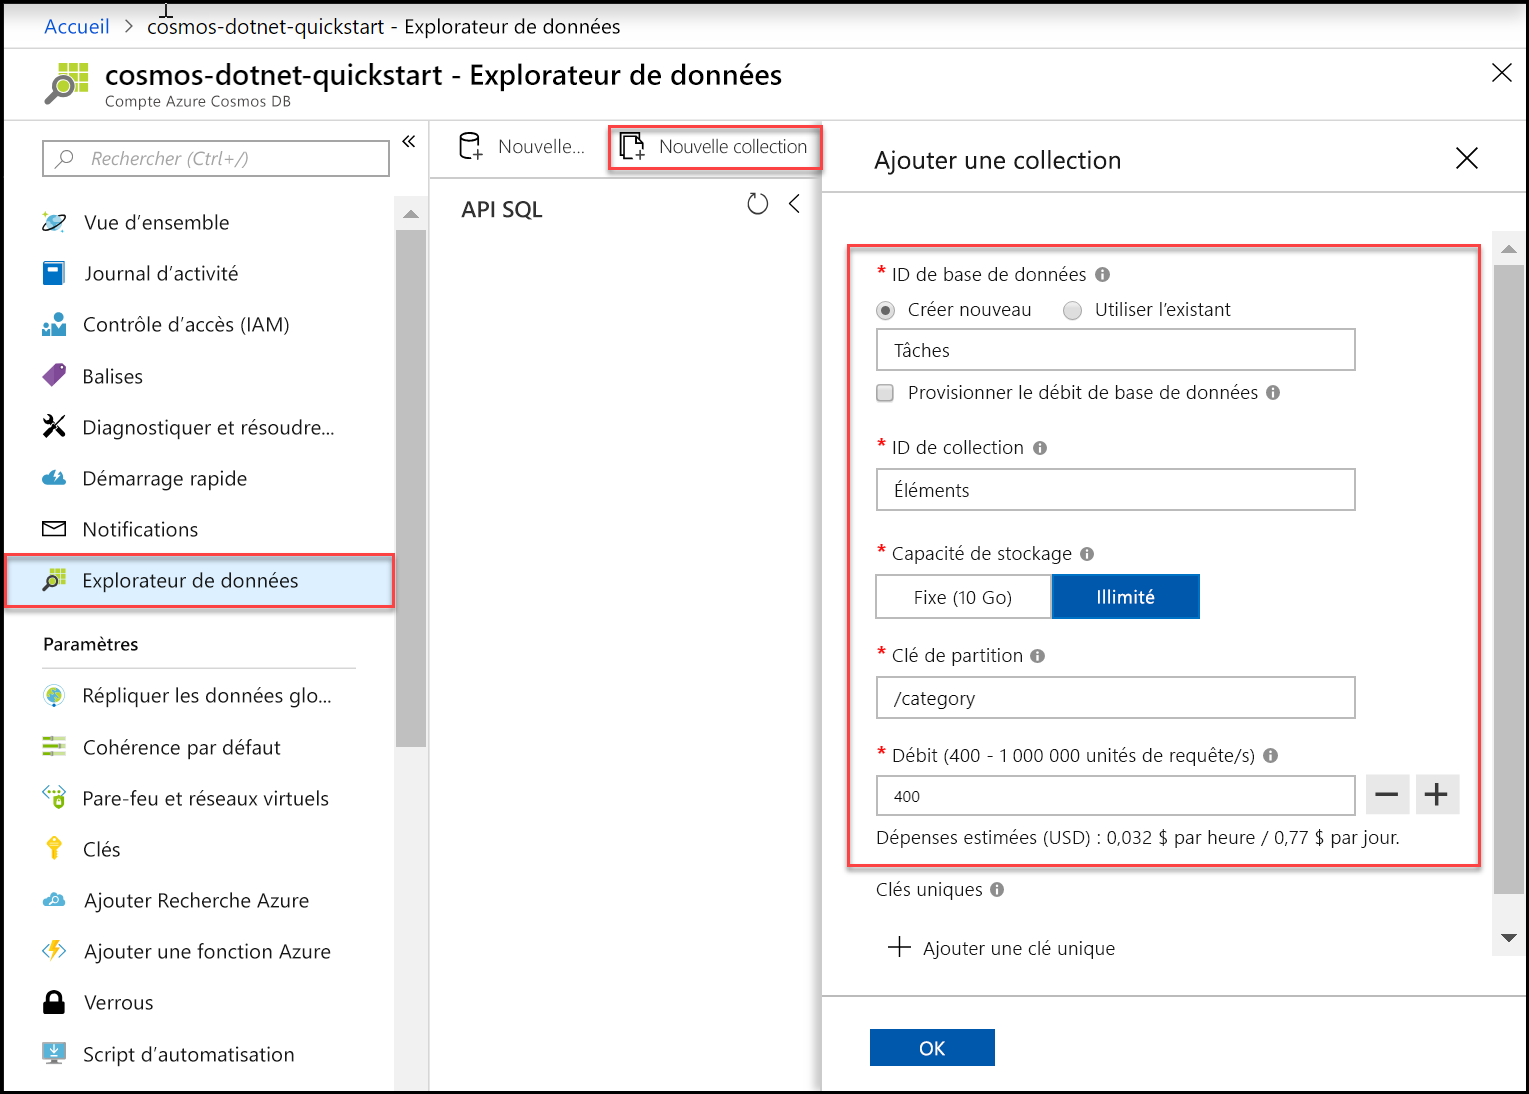 Accueil > cosmos-dotnet-quickstart - Explorateur de données
cosmos-dotnet-quickstart - Explorateur de données
Compte Azure Cosmos DB
Rechercher (Ctrl+/)
«
Vue d'ensemble
Journal d'activité
Contrôle d'accès (IAM)
Balises
Diagnostiquer et résoudre...
Démarrage rapide
Notifications
Explorateur de données
Paramètres
Répliquer les données glo...
Cohérence par défaut
Pare-feu et réseaux virtuels
Clés
Ajouter Recherche Azure
Ajouter une fonction Azure
Verrous
Script d'automatisation
Nouvelle...
Nouvelle collection
API SQL
Ajouter une collection
* ID de base de données
Créer nouveau
Utiliser l'existant
Tâches
Provisionner le débit de base de données
* ID de collection
Éléments
* Capacité de stockage
Fixe (10 Go)
Illimité
* Clé de partition
/category
* Débit (400 - 1 000 000 unités de requête/s)
400
Dépenses estimées (USD) : 0,032 $ par heure / 0,77 $ par jour.
Clés uniques
Ajouter une clé unique
OK